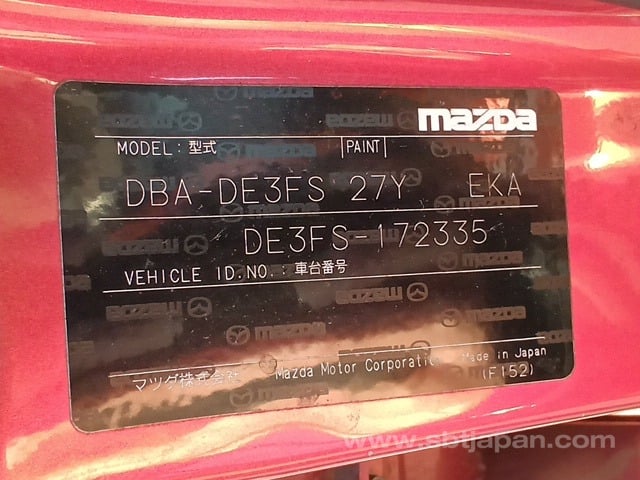 mazda
MODEL: 型式 PAINT
DBA-DE3FS 27Y EKA
DE3FS-172335
VEHICLE ID.NO.: 車台番号
マツダ株式会社 Mazda Motor Corporation Made in Japan
(F152)
www.sbtjapan.com